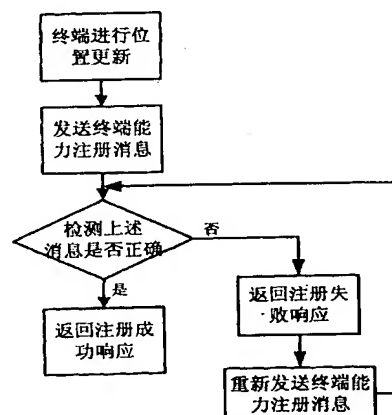 终端进行位
置更新
发送终端能
力注册消息
检测上述
消息是否正确
否
是
返回注册成
功响应
返回注册失
败响应
重新发送终端能
力注册消息